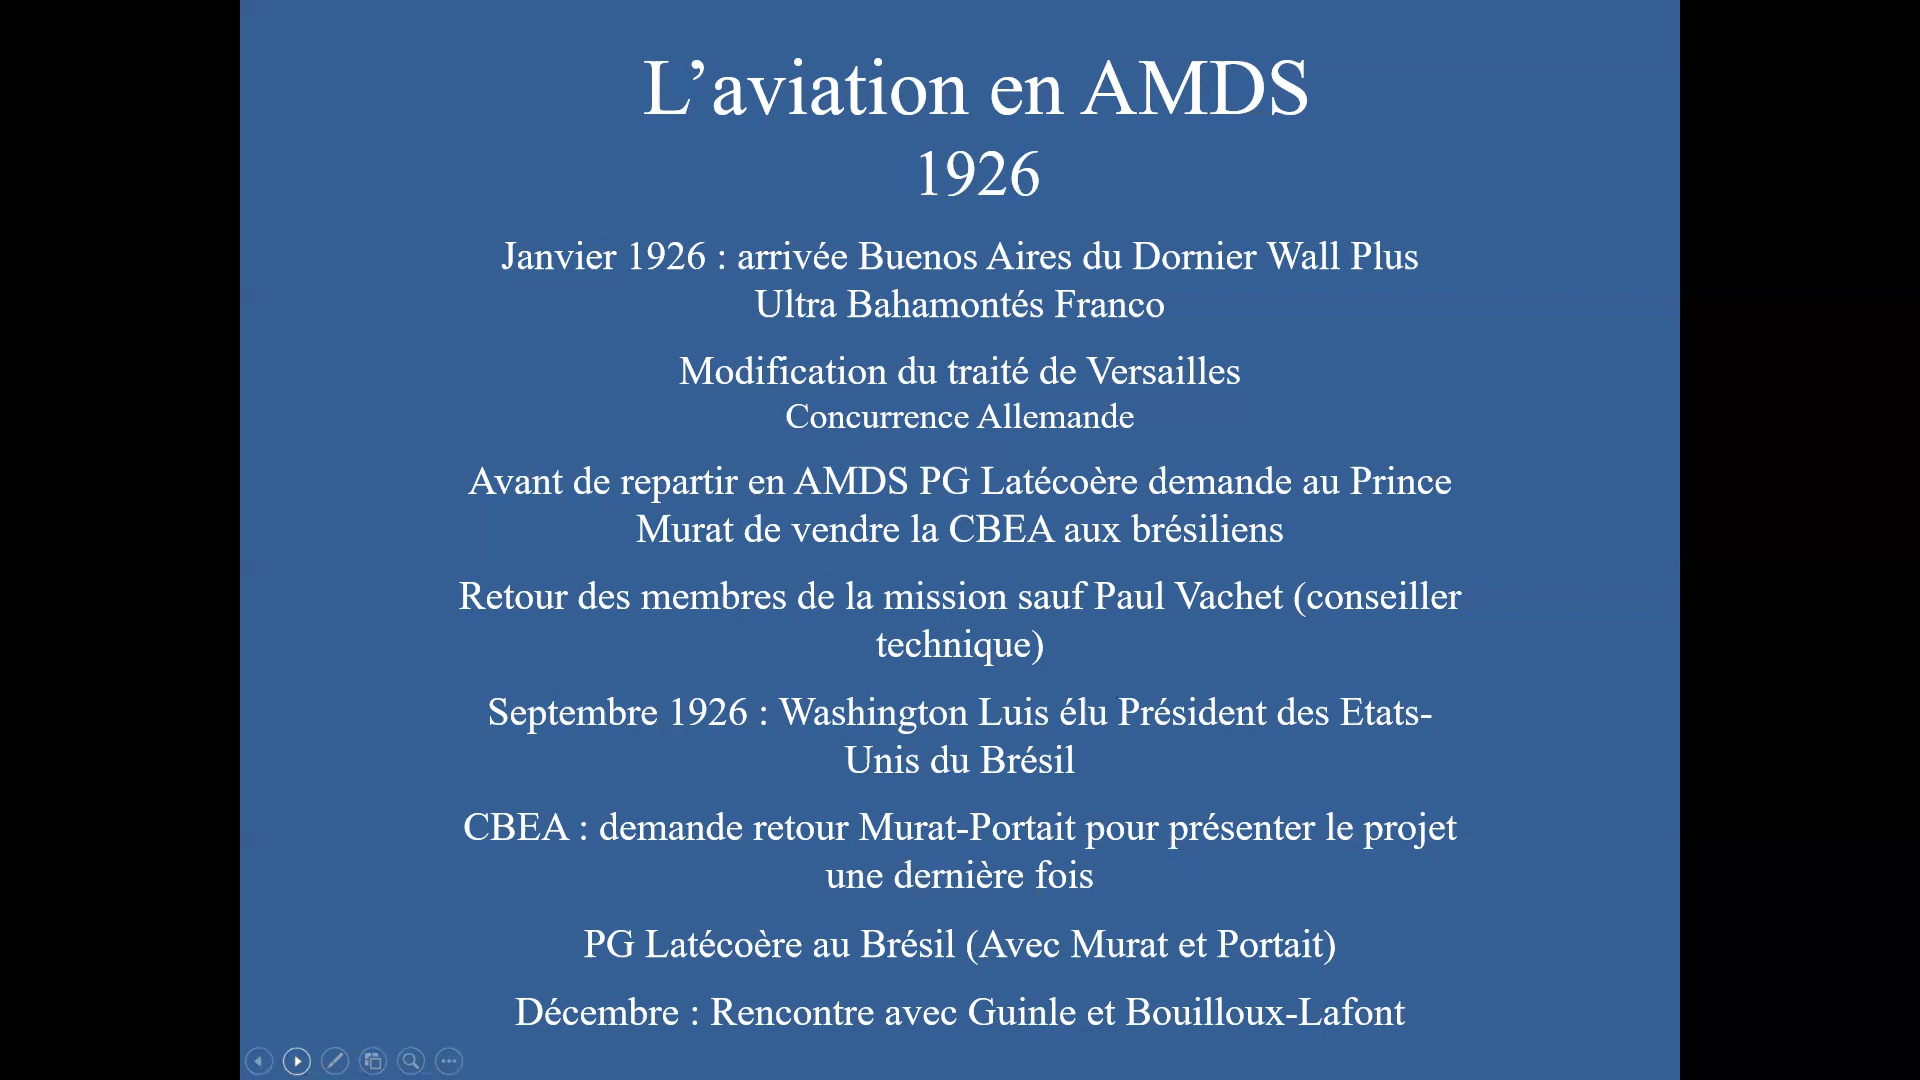 L’aviation en AMDS
1926
Janvier 1926 : arrivée Buenos Aires du Dornier Wall Plus
Ultra Bahamontés Franco
Modification du traité de Versailles
Concurrence Allemande
Avant de repartir en AMDS PG Latécoère demande au Prince
Murat de vendre la CBEA aux brésiliens
Retour des membres de la mission sauf Paul Vachet (conseiller
technique)
Septembre 1926 : Washington Luis élu Président des Etats-
Unis du Brésil
CBEA : demande retour Murat-Portait pour présenter le projet
une dernière fois
PG Latécoère au Brésil (Avec Murat et Portait)
Décembre : Rencontre avec Guinle et Bouilloux-Lafont